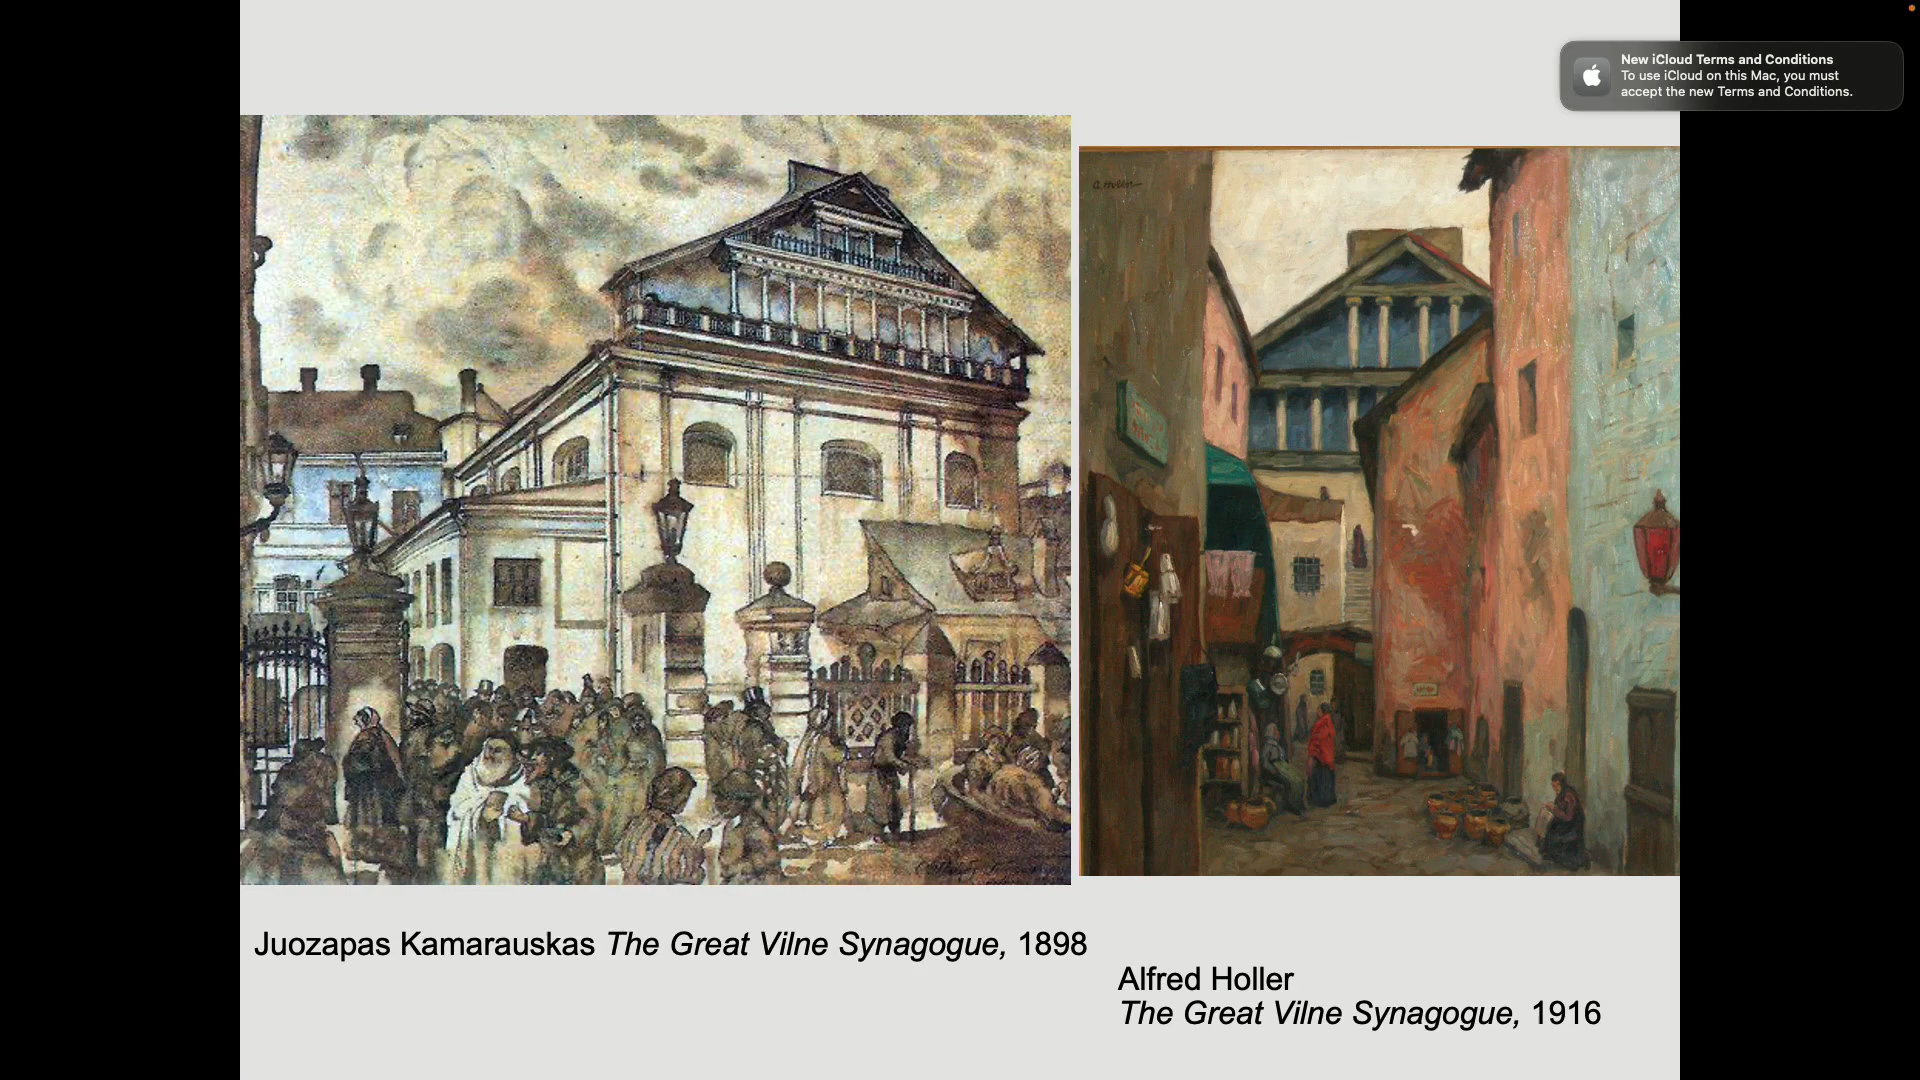 New iCloud Terms and Conditions
To use iCloud on this Mac, you must
accept the new Terms and Conditions.
Juozapas Kamarauskas The Great Vilne Synagogue, 1898
Alfred Holler
The Great Vilne Synagogue, 1916